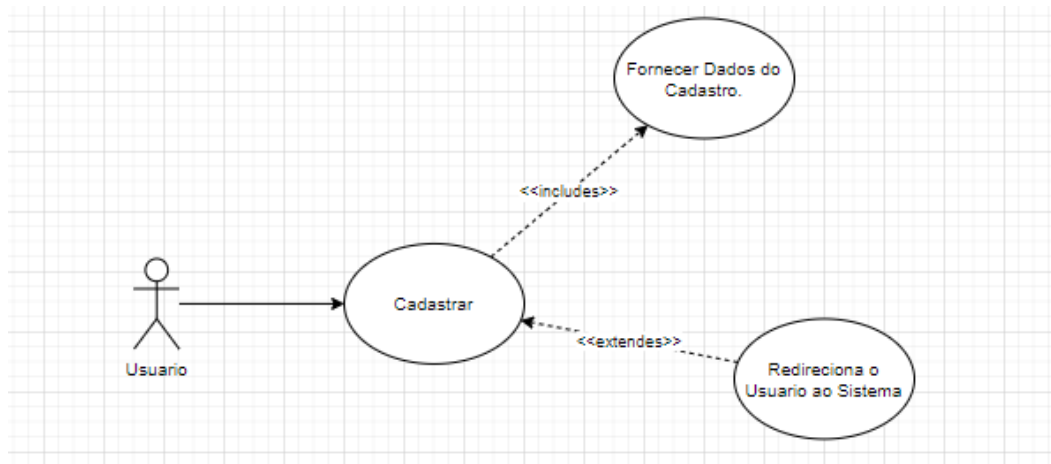 Fornecer Dados do
Cadastro.
<<includes>>
Cadastrar
<<extendes>>
Usuario
Redireciona o
Usuario ao Sistema